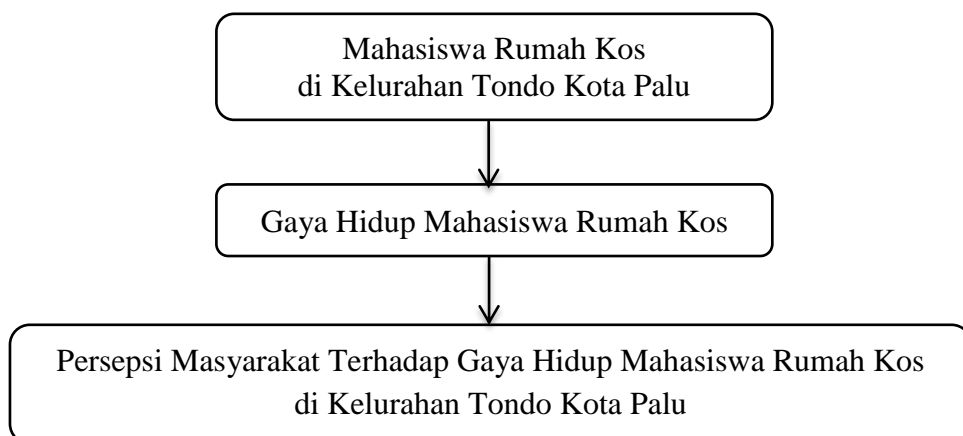 Mahasiswa Rumah Kos
di Kelurahan Tondo Kota Palu
Gaya Hidup Mahasiswa Rumah Kos
Persepsi Masyarakat Terhadap Gaya Hidup Mahasiswa Rumah Kos
di Kelurahan Tondo Kota Palu